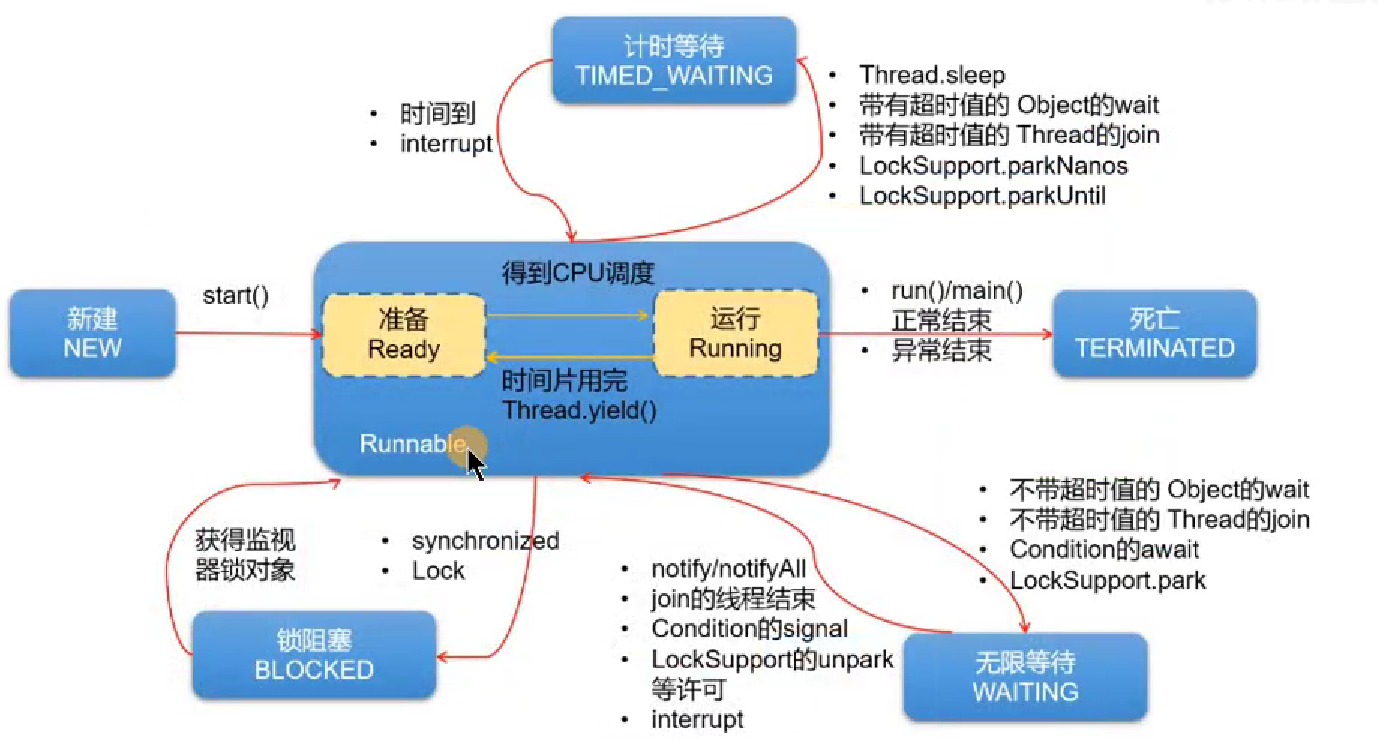 计时等待
TIMED_WAITING
• 时间到
• interrupt
• Thread.sleep
• 带有超时值的 Object的wait
• 带有超时值的 Thread的join
• LockSupport.parkNanos
• LockSupport.parkUntil
新建
NEW
start()
得到CPU调度
准备
Ready
运行
Running
时间片用完
Thread.yield()
Runnable
• run()/main()
正常结束
• 异常结束
死亡
TERMINATED
获得监视
器锁对象
• synchronized
• Lock
锁阻塞
BLOCKED
• notify/notifyAll
• join的线程结束
• Condition的signal
• LockSupport的unpark
等许可
• interrupt
• 不带超时值的 Object的wait
• 不带超时值的 Thread的join
• Condition的await
• LockSupport.park
无限等待
WAITING